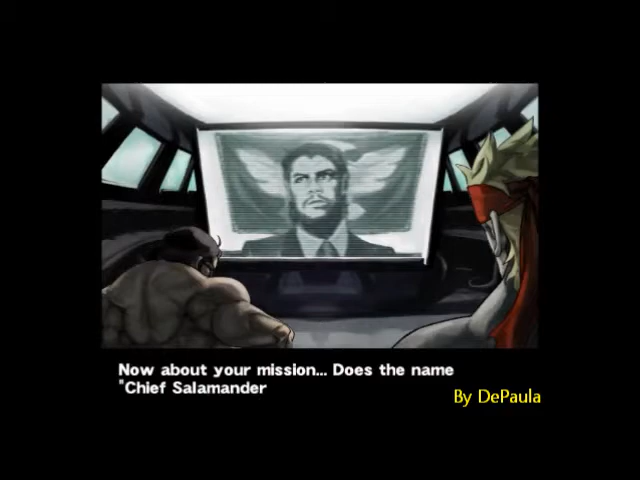 Now about your mission... Does the name
"Chief Salamander
By DePaula